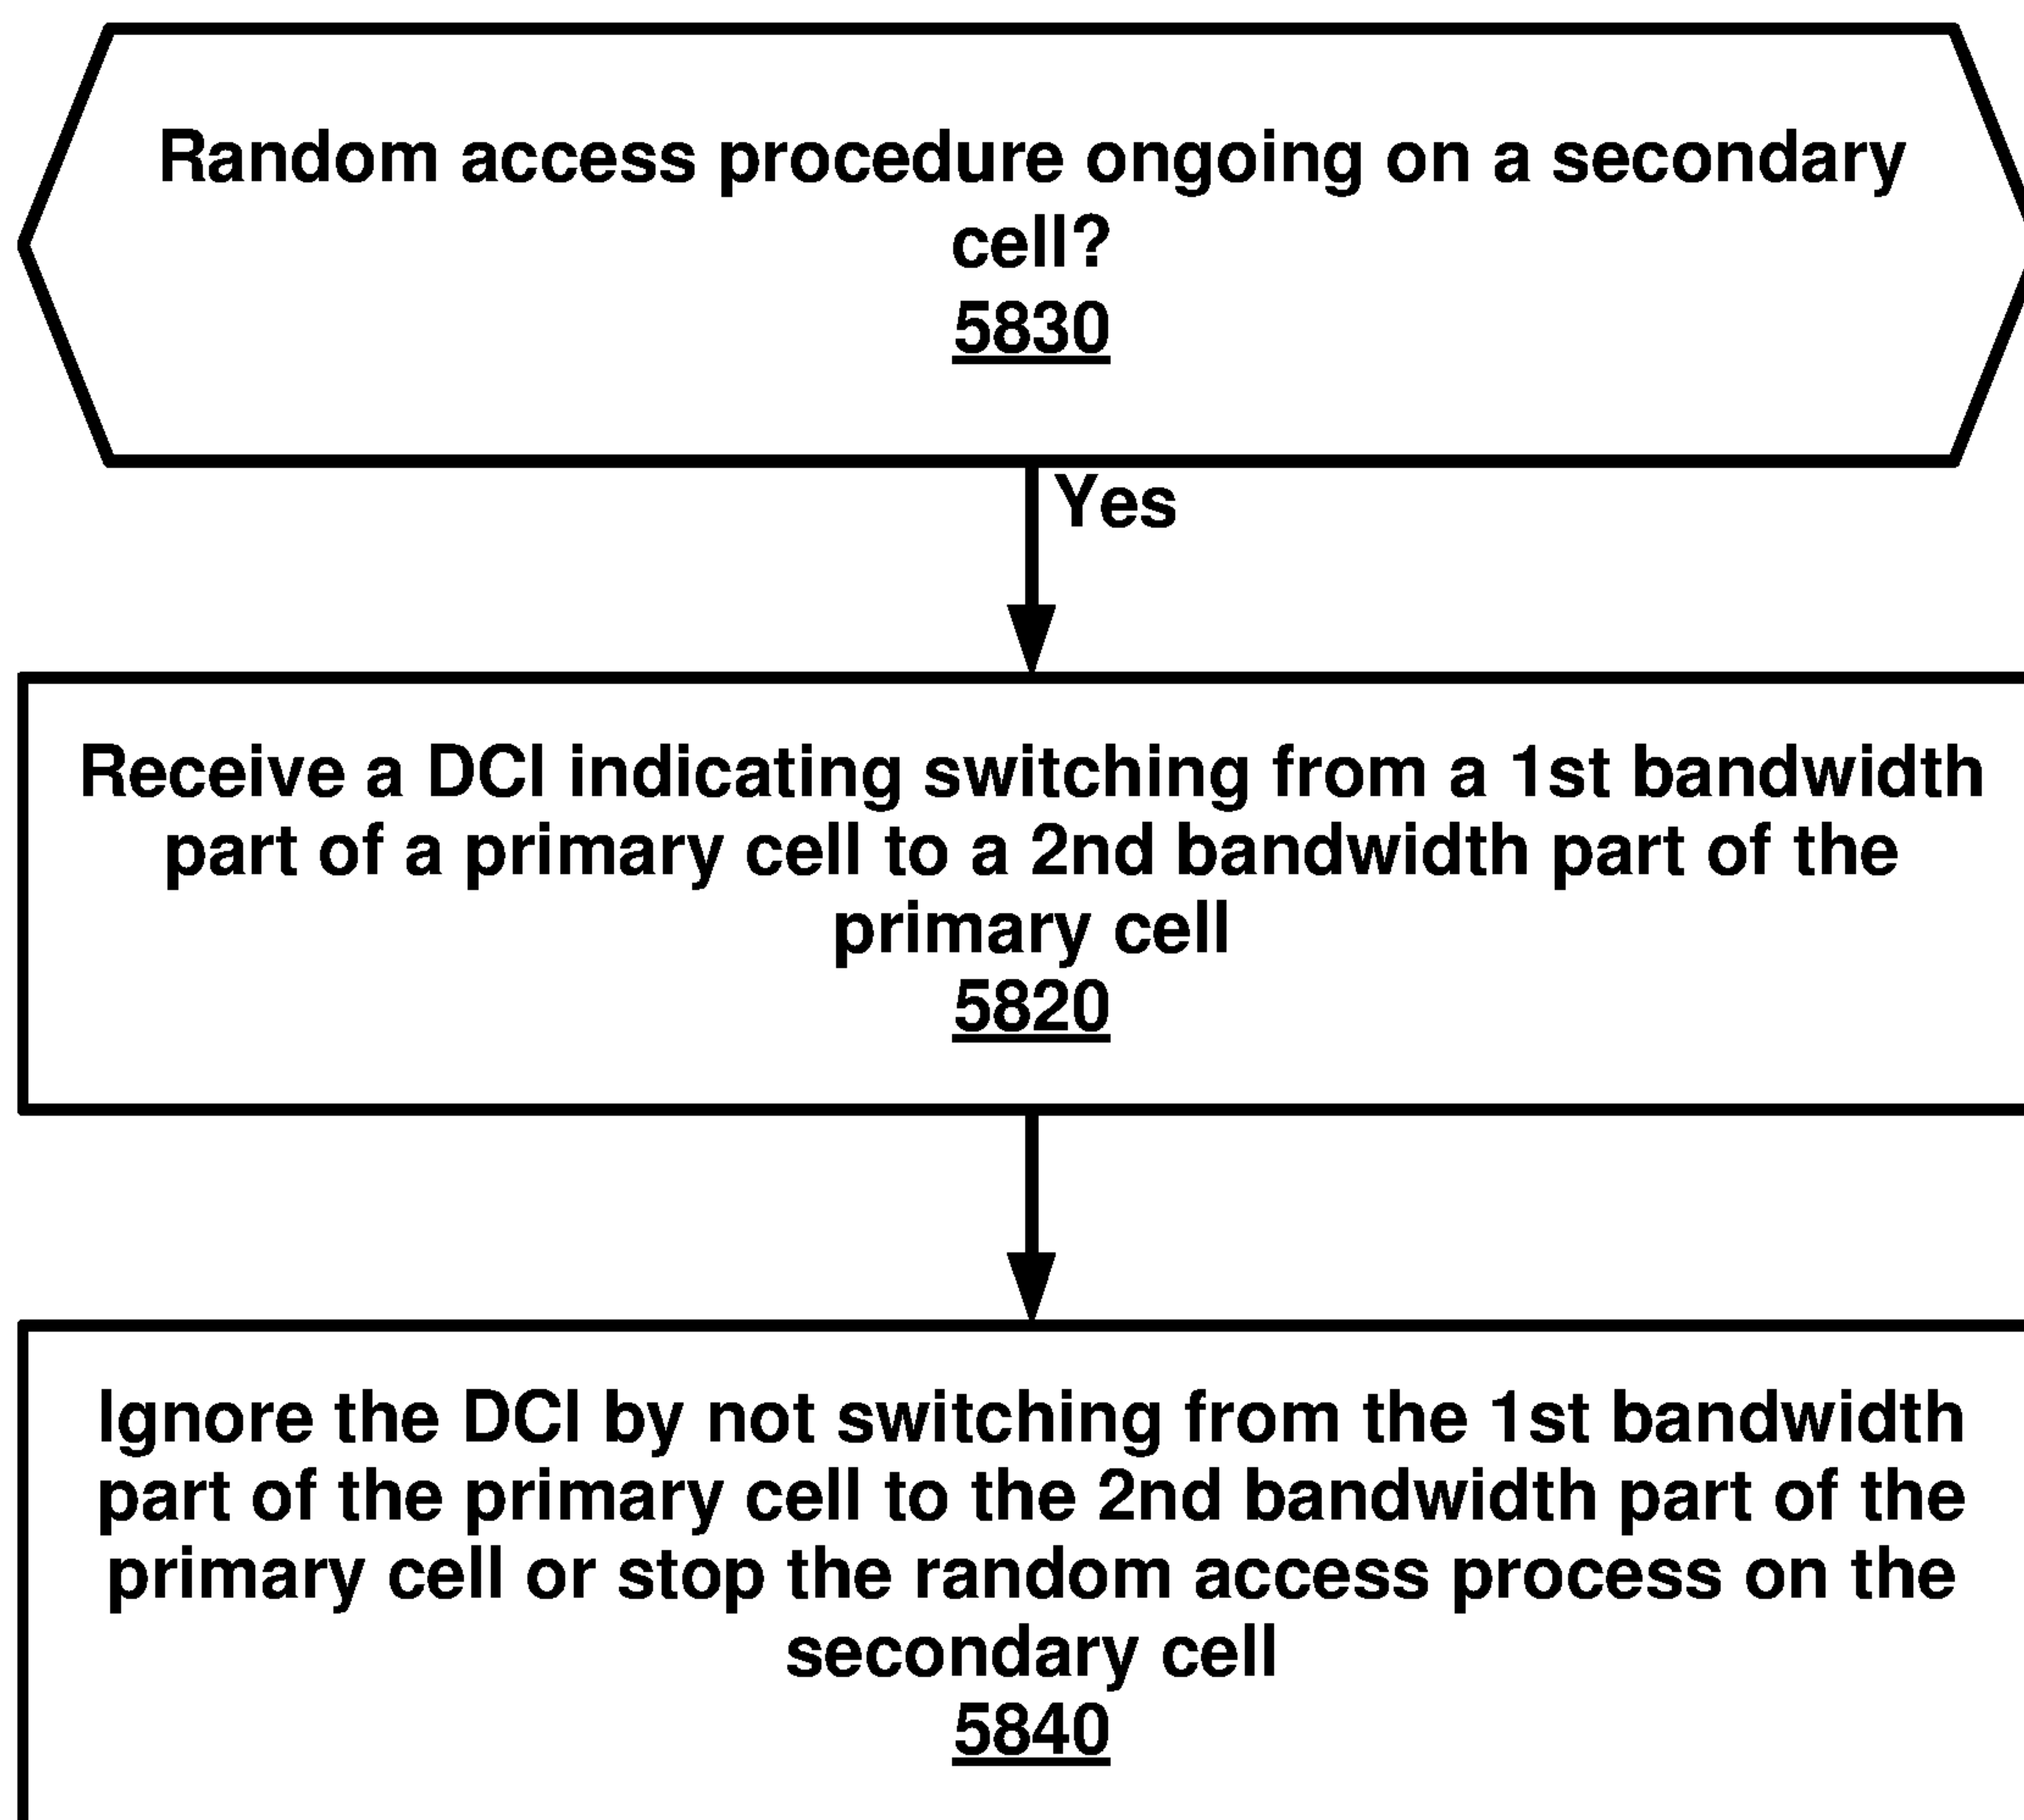 Random access procedure ongoing on a secondary
cell?
5830
Yes
Receive a DCI indicating switching from a 1st bandwidth
part of a primary cell to a 2nd bandwidth part of the
primary cell
5820
Ignore the DCI by not switching from the 1st bandwidth
part of the primary cell to the 2nd bandwidth part of the
primary cell or stop the random access process on the
secondary cell
5840